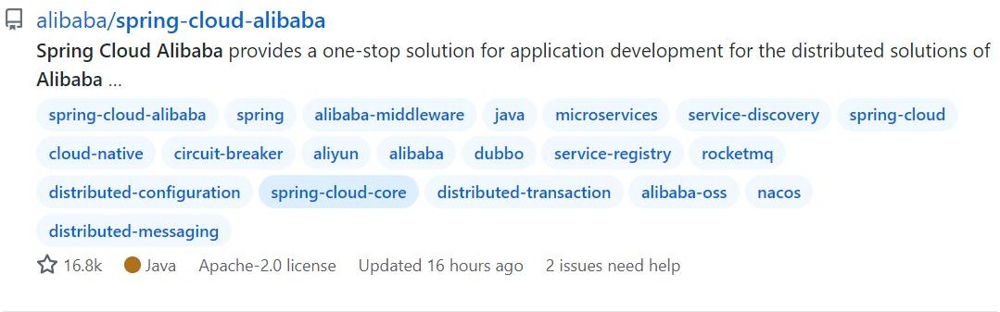 alibaba/spring-cloud-alibaba
Spring Cloud Alibaba provides a one-stop solution for application development for the distributed solutions of
Alibaba ...
spring-cloud-alibaba spring alibaba-middleware java microservices service-discovery spring-cloud
cloud-native circuit-breaker aliyun alibaba dubbo service-registry rocketmq
distributed-configuration spring-cloud-core distributed-transaction alibaba-oss nacos
distributed-messaging
16.8k Java Apache-2.0 license Updated 16 hours ago 2 issues need help